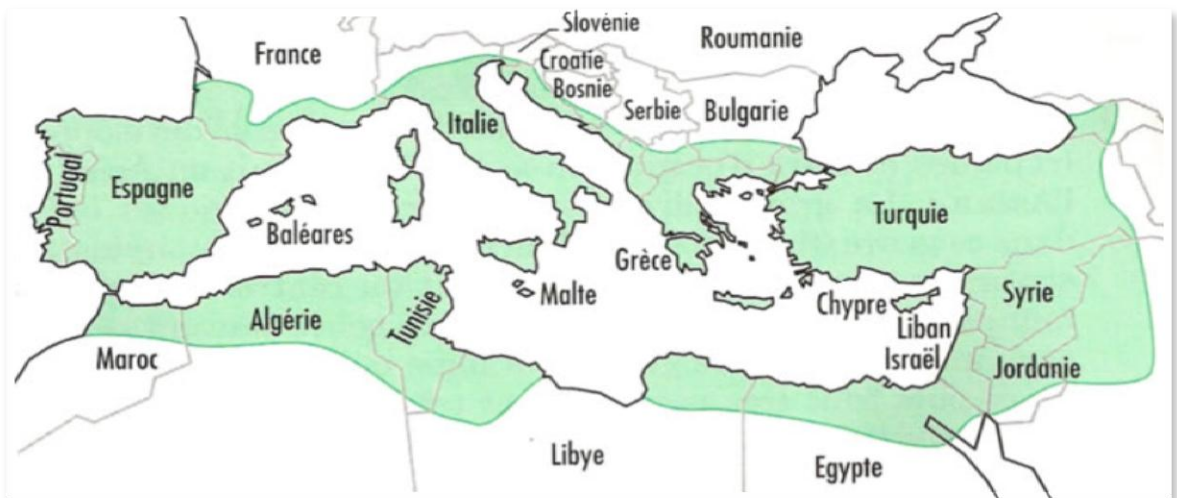 Slovénie
France
Roumanie
Croatie
Bosnie
Serbie
Bulgarie
Italie
Portugal
Espagne
Baléares
Turquie
Grèce
Malte
Chypre
Syrie
Liban
Israël
Jordanie
Algérie
Tunisie
Maroc
Libye
Egypte